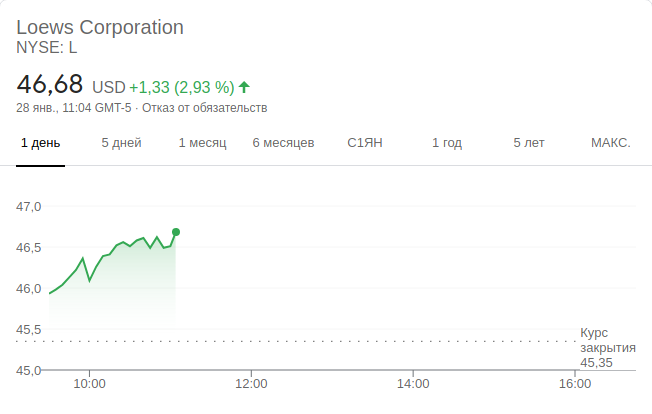 Loews Corporation
NYSE: L
46,68 USD +1,33 (2,93 %)
28 янв., 11:04 GMT-5 · Отказ от обязательств
1 день 5 дней 1 месяц 6 месяцев С1ЯН 1 год 5 лет МАКС.
47,0
46,5
46,0
45,5
Курс
закрытия
45,35
45,0
10:00 12:00 14:00 16:00